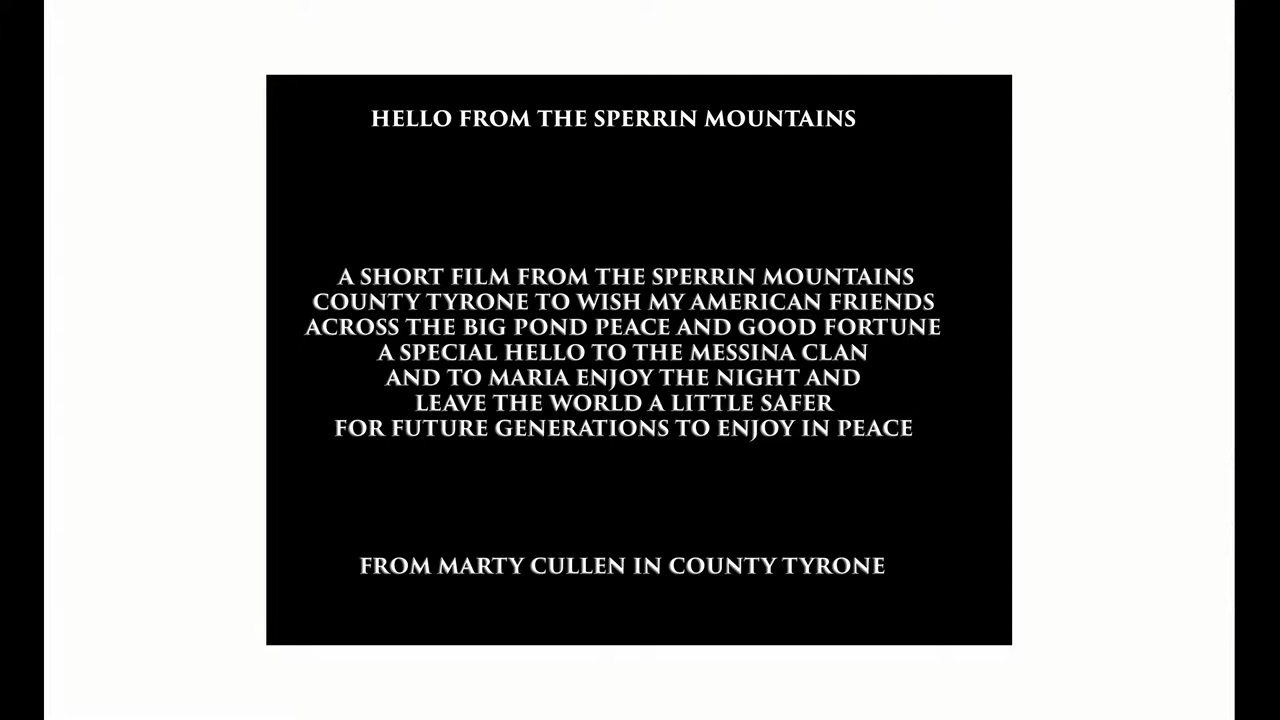 HELLO FROM THE SPERRIN MOUNTAINS
A SHORT FILM FROM THE SPERRIN MOUNTAINS
COUNTY TYRONE TO WISH MY AMERICAN FRIENDS
ACROSS THE BIG POND PEACE AND GOOD FORTUNE
A SPECIAL HELLO TO THE MESSINA CLAN
AND TO MARIA ENJOY THE NIGHT AND
LEAVE THE WORLD A LITTLE SAFER
FOR FUTURE GENERATIONS TO ENJOY IN PEACE
FROM MARTY CULLEN IN COUNTY TYRONE